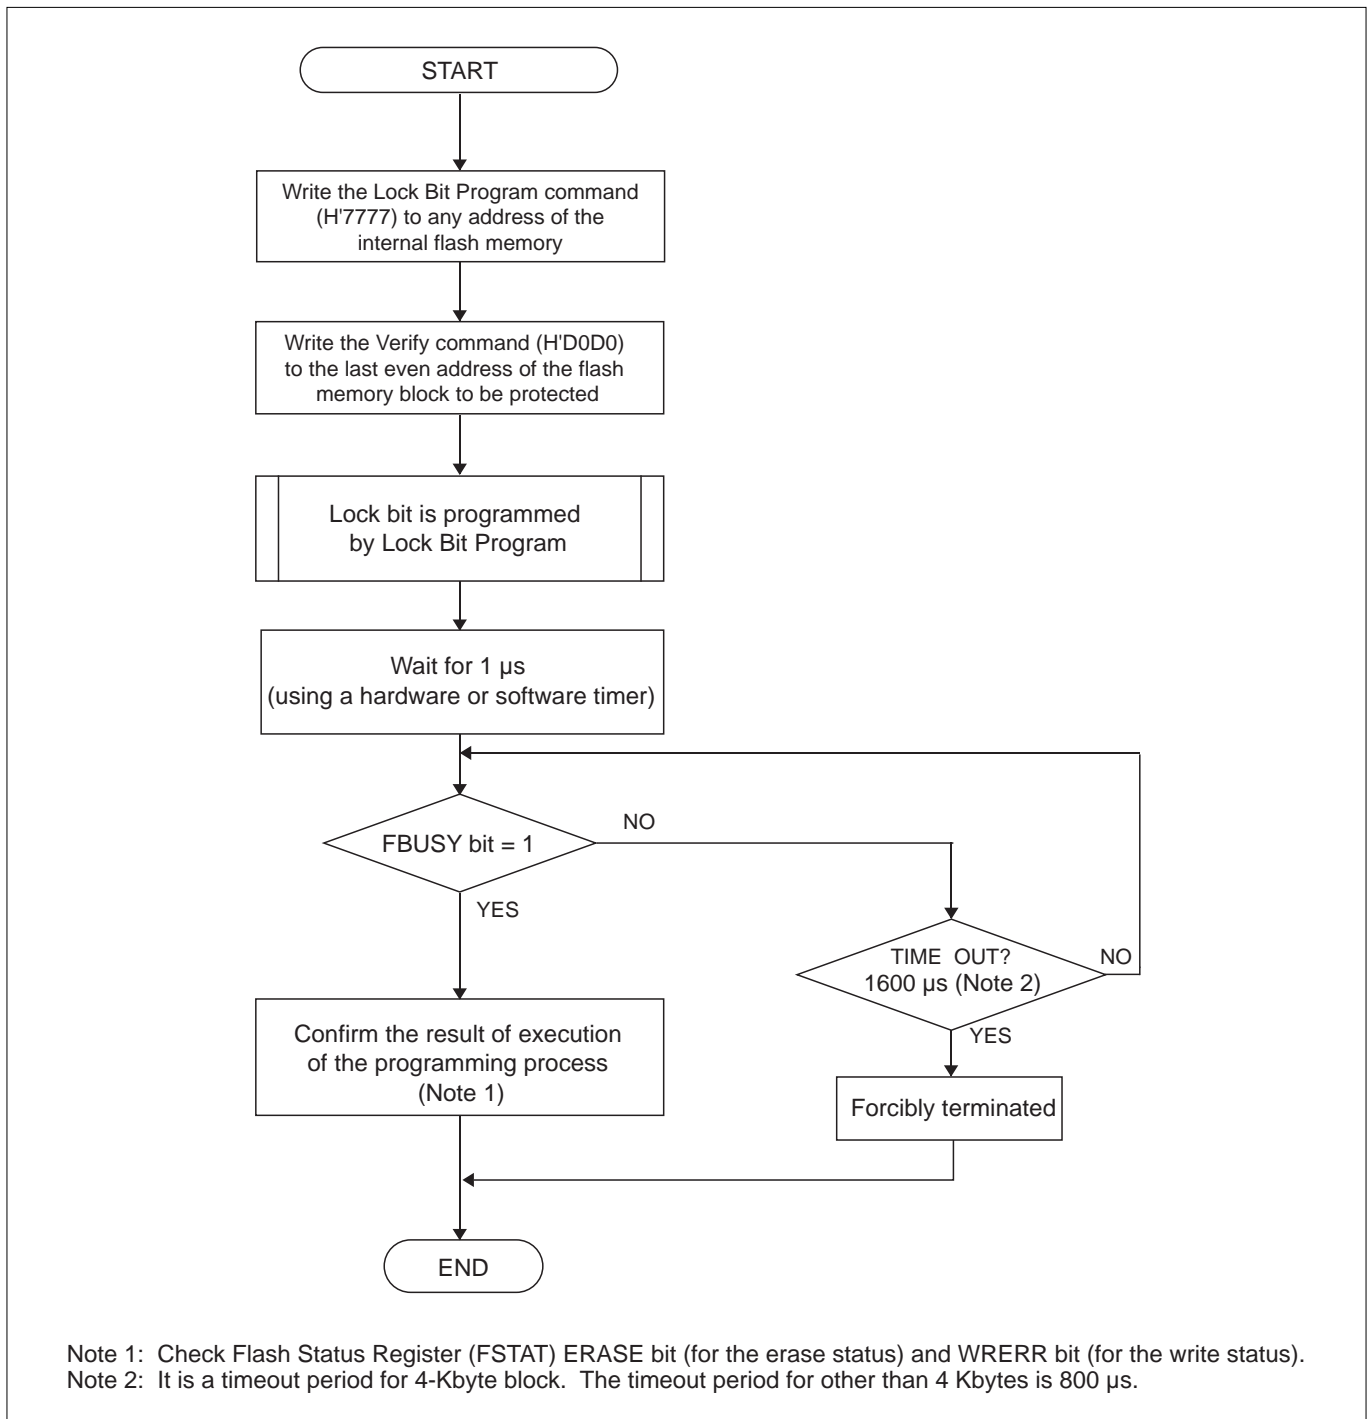 START
Write the Lock Bit Program command
(H'7777) to any address of the
internal flash memory
Write the Verify command (H'D0D0)
to the last even address of the flash
memory block to be protected
Lock bit is programmed
by Lock Bit Program
Wait for 1 µs
(using a hardware or software timer)
FBUSY bit = 1
NO
YES
TIME OUT?
1600 µs (Note 2)
NO
YES
Confirm the result of execution
of the programming process
(Note 1)
Forcibly terminated
END
Note 1: Check Flash Status Register (FSTAT) ERASE bit (for the erase status) and WRERR bit (for the write status).
Note 2: It is a timeout period for 4-Kbyte block. The timeout period for other than 4 Kbytes is 800 µs.